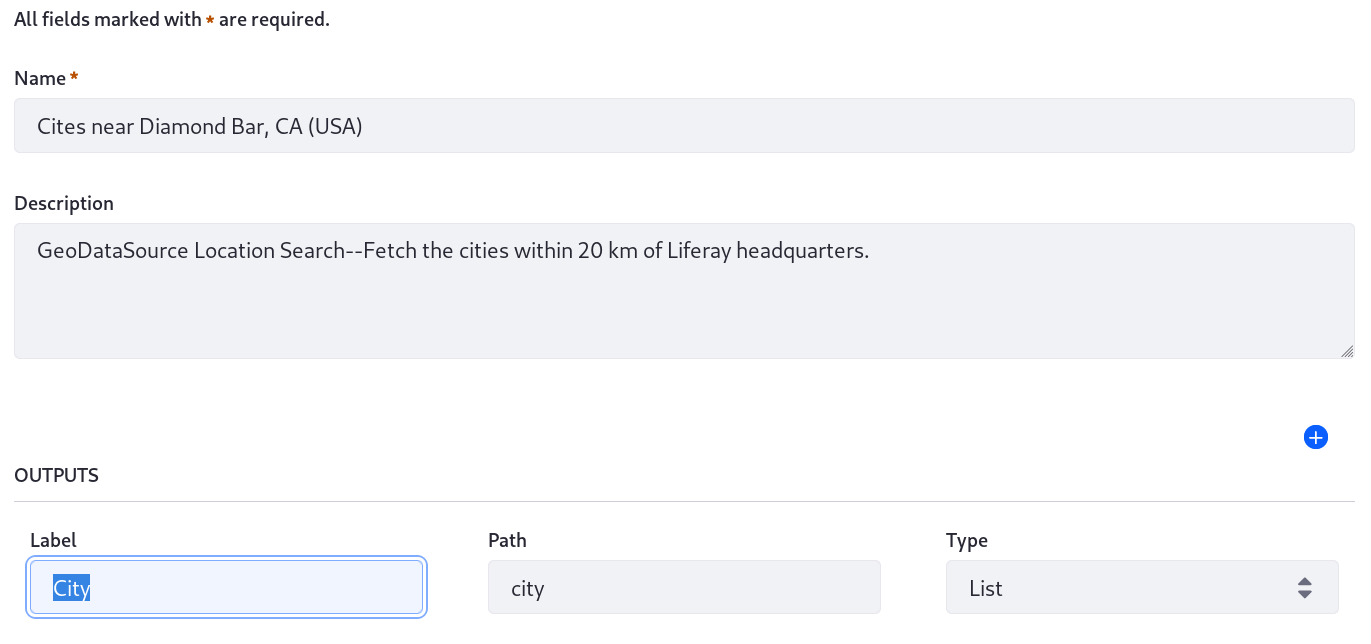 All fields marked with * are required.
Name *
Cites near Diamond Bar, CA (USA)
Description
GeoDataSource Location Search--Fetch the cities within 20 km of Liferay headquarters.
OUTPUTS
Label Path Type
City city List